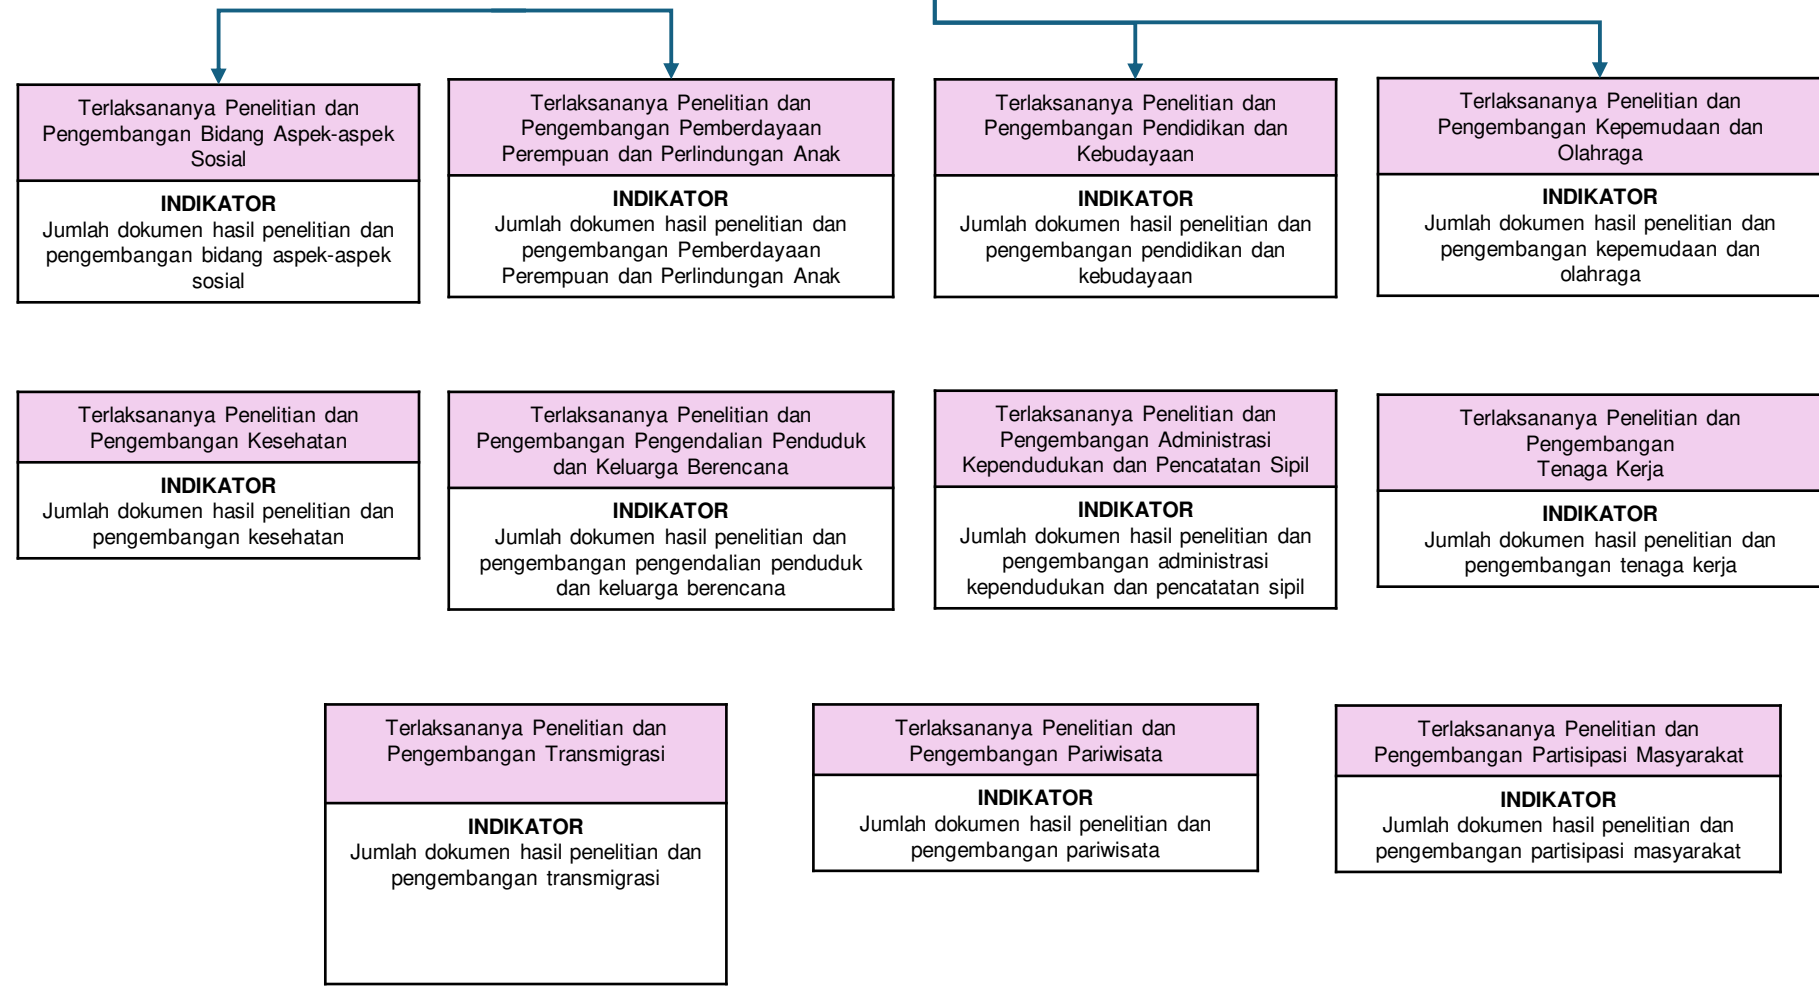 Terlaksananya Penelitian dan
Pengembangan Bidang Aspek-aspek
Sosial
INDIKATOR
Jumlah dokumen hasil penelitian dan
pengembangan bidang aspek-aspek
sosial
Terlaksananya Penelitian dan
Pengembangan Pemberdayaan
Perempuan dan Perlindungan Anak
INDIKATOR
Jumlah dokumen hasil penelitian dan
pengembangan Pemberdayaan
Perempuan dan Perlindungan Anak
Terlaksananya Penelitian dan
Pengembangan Pendidikan dan
Kebudayaan
INDIKATOR
Jumlah dokumen hasil penelitian dan
pengembangan pendidikan dan
kebudayaan
Terlaksananya Penelitian dan
Pengembangan Kepemudaan dan
Olahraga
INDIKATOR
Jumlah dokumen hasil penelitian dan
pengembangan kepemudaan dan
olahraga
Terlaksananya Penelitian dan
Pengembangan Kesehatan
INDIKATOR
Jumlah dokumen hasil penelitian dan
pengembangan kesehatan
Terlaksananya Penelitian dan
Pengembangan Pengendalian Penduduk
dan Keluarga Berencana
INDIKATOR
Jumlah dokumen hasil penelitian dan
pengembangan pengendalian penduduk
dan keluarga berencana
Terlaksananya Penelitian dan
Pengembangan Administrasi
Kependudukan dan Pencatatan Sipil
INDIKATOR
Jumlah dokumen hasil penelitian dan
pengembangan administrasi
kependudukan dan pencatatan sipil
Terlaksananya Penelitian dan
Pengembangan
Tenaga Kerja
INDIKATOR
Jumlah dokumen hasil penelitian dan
pengembangan tenaga kerja
Terlaksananya Penelitian dan
Pengembangan Transmigrasi
INDIKATOR
Jumlah dokumen hasil penelitian dan
pengembangan transmigrasi
Terlaksananya Penelitian dan
Pengembangan Pariwisata
INDIKATOR
Jumlah dokumen hasil penelitian dan
pengembangan pariwisata
Terlaksananya Penelitian dan
Pengembangan Partisipasi Masyarakat
INDIKATOR
Jumlah dokumen hasil penelitian dan
pengembangan partisipasi masyarakat